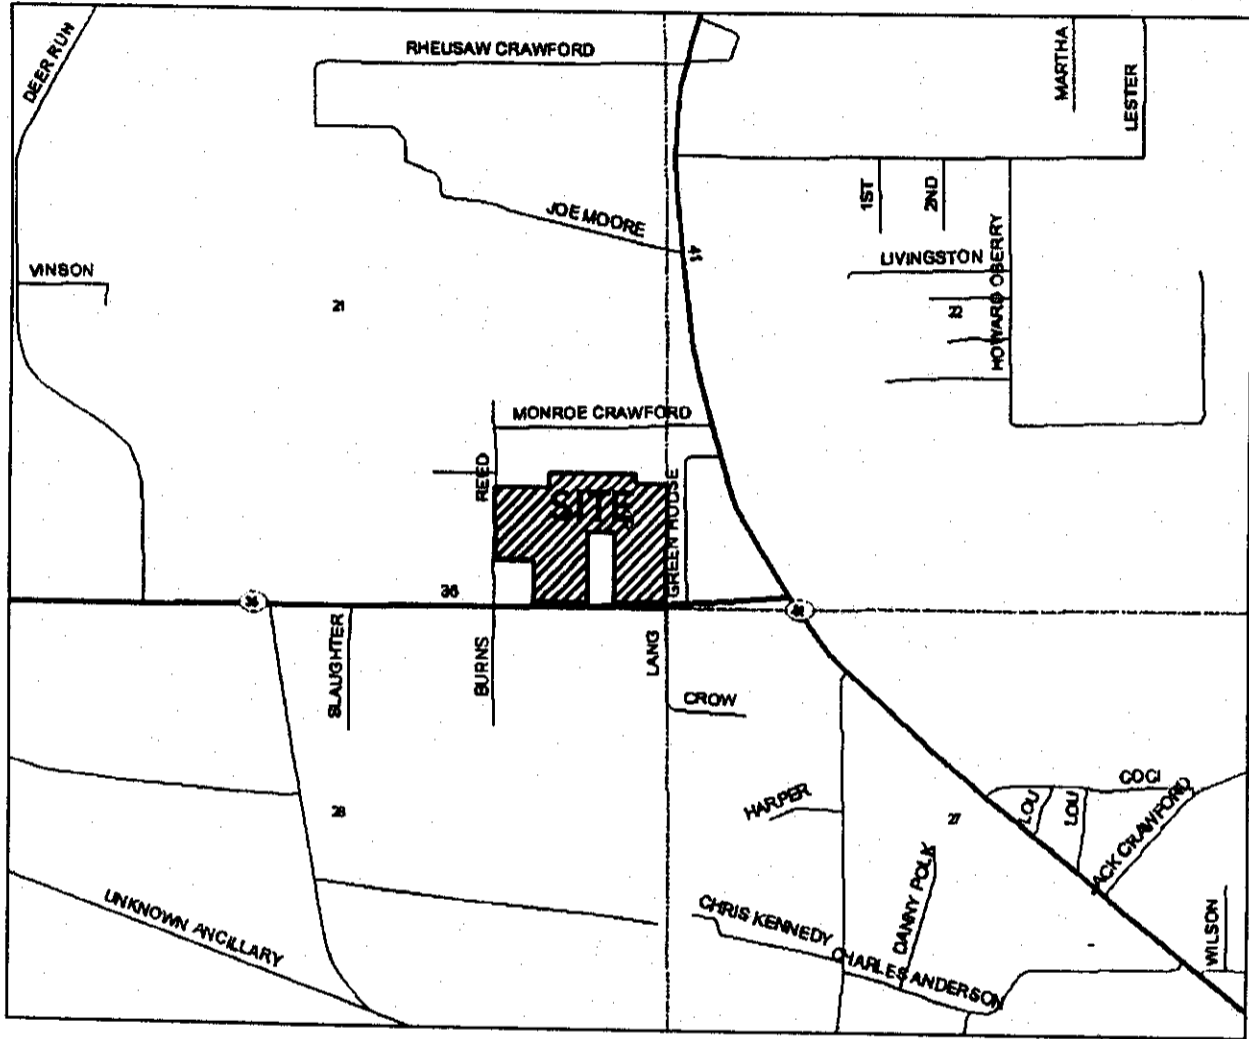 DEER RUN
RHEUSAW CRAWFORD
MARTHA
LESTER
1ST
2ND
JOE MOORE
41
LIVINGSTON
HOWARD OBERRY
VINSON
21
22
MONROE CRAWFORD
REED
SITE
GREEN HOUSE
36
SLAUGHTER
BURNS
LANG
CROW
COCI
HARPER
LOU
LOU
JACK CRAWFORD
28
27
DANNY POLK
UNKNOWN ANCILLARY
CHRIS KENNEDY
CHARLES ANDERSON
WILSON